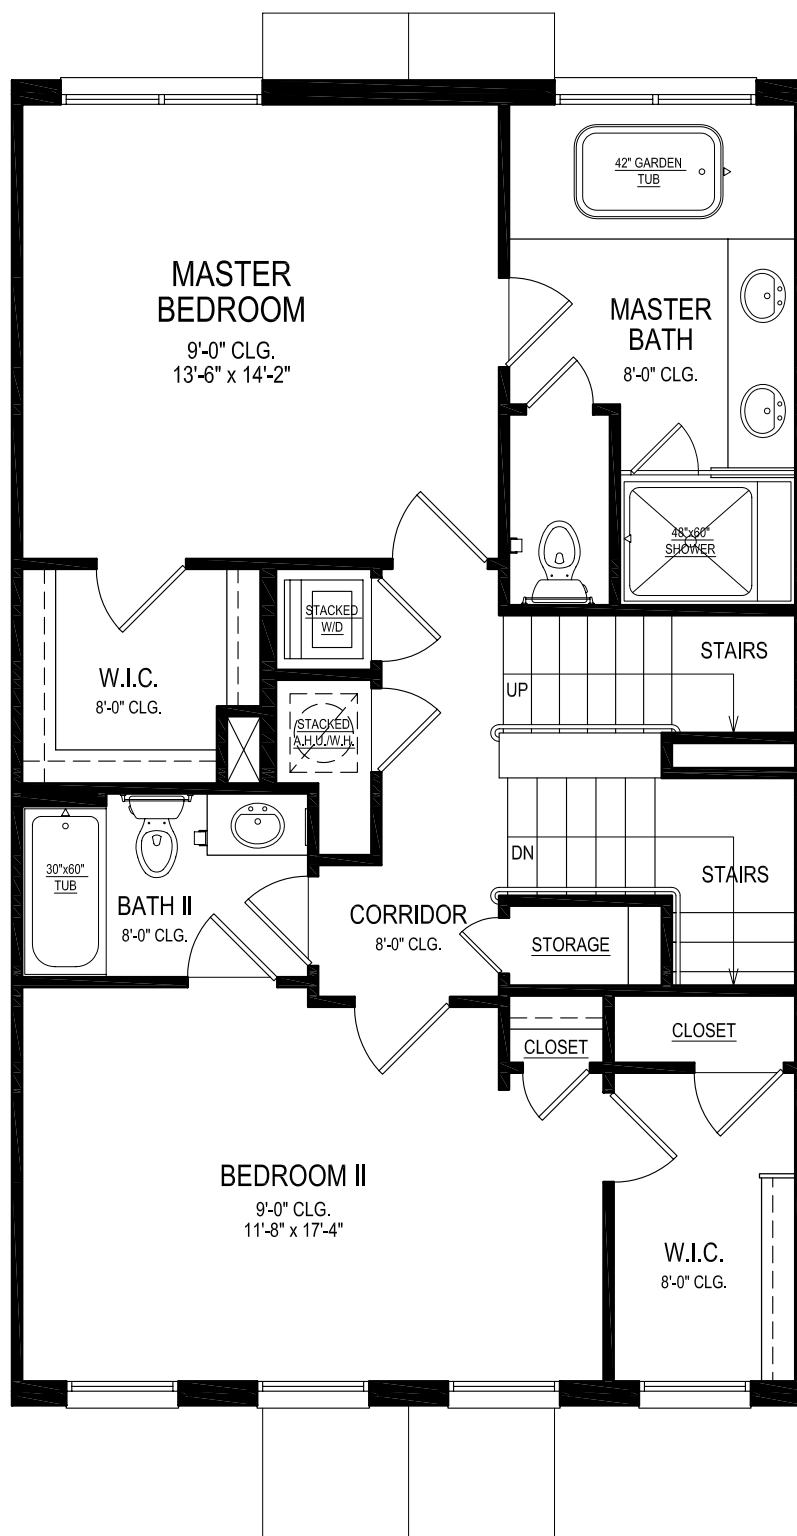 42" GARDEN
TUB
MASTER
BEDROOM
9'-0" CLG.
13'-6" x 14'-2"
MASTER
BATH
8'-0" CLG.
48"x60"
SHOWER
STACKED
W/D
STAIRS
W.I.C.
8'-0" CLG.
UP
STACKED
A.H.U./W.H.
DN
30"x60"
TUB
STAIRS
BATH II
8'-0" CLG.
CORRIDOR
8'-0" CLG.
STORAGE
CLOSET
CLOSET
BEDROOM II
9'-0" CLG.
11'-8" x 17'-4"
W.I.C.
8'-0" CLG.